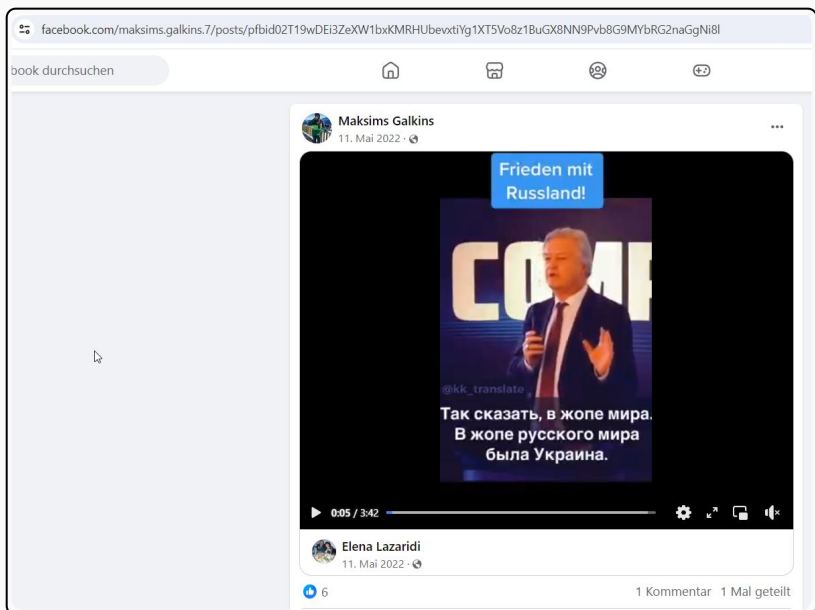 facebook.com/maksims.galkins.7/posts/pfbid02T19wDEi3ZeXW1bxKMRHUbevxtiYg1XT5Vo8z1BuGX8NN9Pvb8G9MYbRG2naGgNi8l
book durchsuchen
Maksims Galkins
11. Mai 2022 ·
Frieden mit
Russland!
COMP
@kk_translate
Так сказать, в жопе мира.
В жопе русского мира
была Украина.
0:05 / 3:42
Elena Lazaridi
11. Mai 2022 ·
6
1 Kommentar 1 Mal geteilt